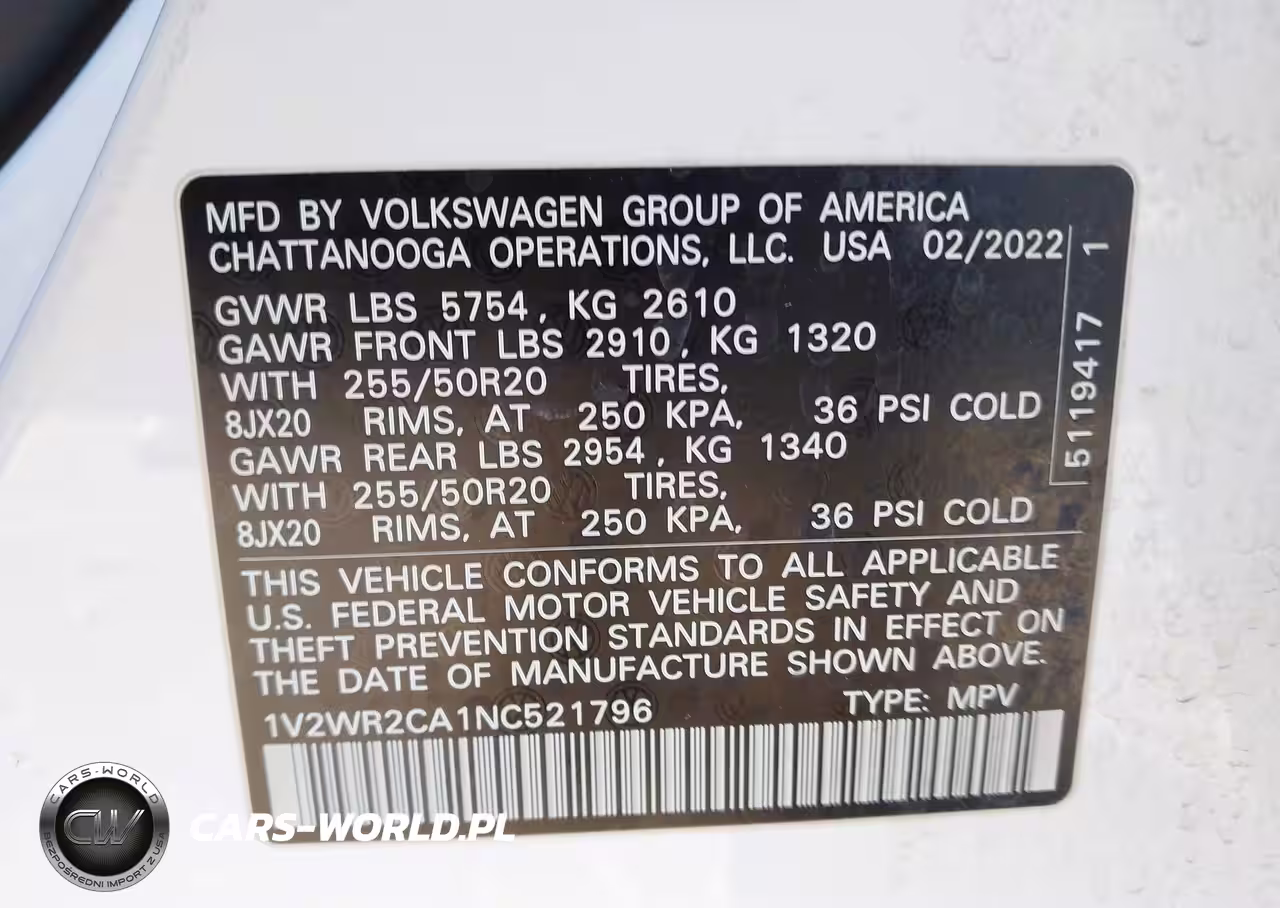 MFD BY VOLKSWAGEN GROUP OF AMERICA
CHATTANOOGA OPERATIONS, LLC. USA 02/2022
GVWR LBS 5754, KG 2610
GAWR FRONT LBS 2910, KG 1320
WITH 255/50R20 TIRES,
8JX20 RIMS, AT 250 KPA, 36 PSI COLD
GAWR REAR LBS 2954, KG 1340
WITH 255/50R20 TIRES,
8JX20 RIMS, AT 250 KPA, 36 PSI COLD
5119417 1
THIS VEHICLE CONFORMS TO ALL APPLICABLE
U.S. FEDERAL MOTOR VEHICLE SAFETY AND
THEFT PREVENTION STANDARDS IN EFFECT ON
THE DATE OF MANUFACTURE SHOWN ABOVE.
1V2WR2CA1NC521796 TYPE: MPV
CARS-WORLD
CW
BEZPOŚREDNI IMPORT Z USA
CARS-WORLD.PL